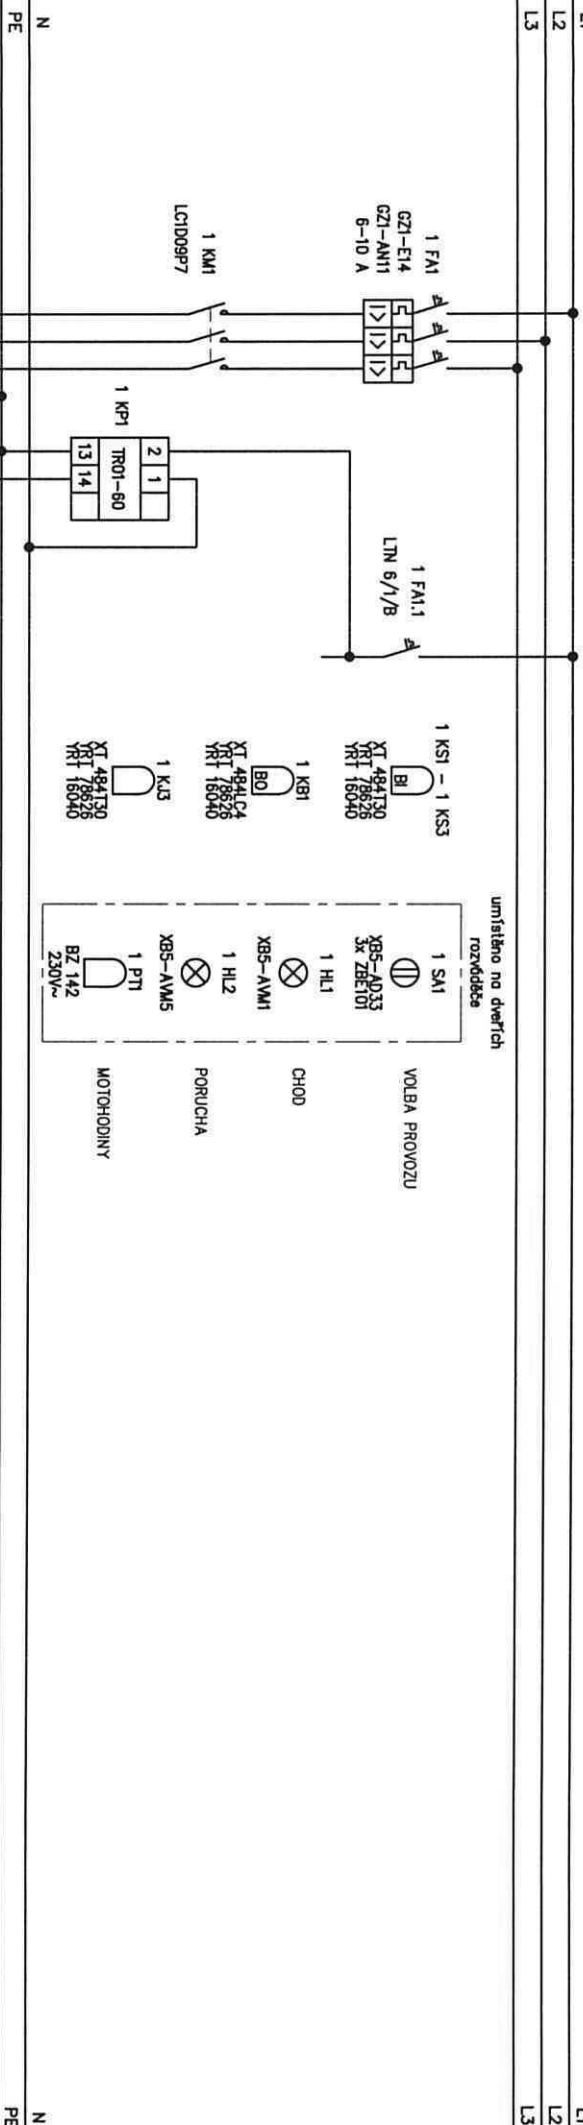 L1
L2
L3
1 FA1
GZ1-E14
GZ1-AN11
6-10 A
I>
I>
I>
1 KM1
LC1D09P7
1 KP1
2
1
TR01-60
13
14
1 FA1.1
LTN 6/1/B
1 KS1 - 1 KS3
BI
XT 484T30
YRT 78626
YRT 16040
1 KB1
BO
XT 484LC4
YRT 78626
YRT 16040
1 KJ3
XT 484T30
YRT 78626
YRT 16040
umístěno na dveřích
rozváděče
1 SA1
XB5-AD33
3x ZBE101
VOLBA PROVOZU
1 HL1
XB5-AVM1
CHOD
1 HL2
XB5-AVM5
PORUCHA
1 PT1
BZ 142
230V~
MOTOHODINY
N
PE
L1
L2
L3
N
PE